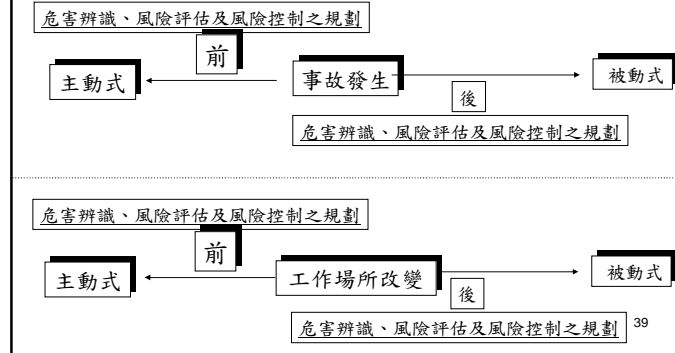 危害辨識、風險評估及風險控制之規劃
前
主動式
事故發生
被動式
後
危害辨識、風險評估及風險控制之規劃
危害辨識、風險評估及風險控制之規劃
前
主動式
工作場所改變
被動式
後
危害辨識、風險評估及風險控制之規劃
39